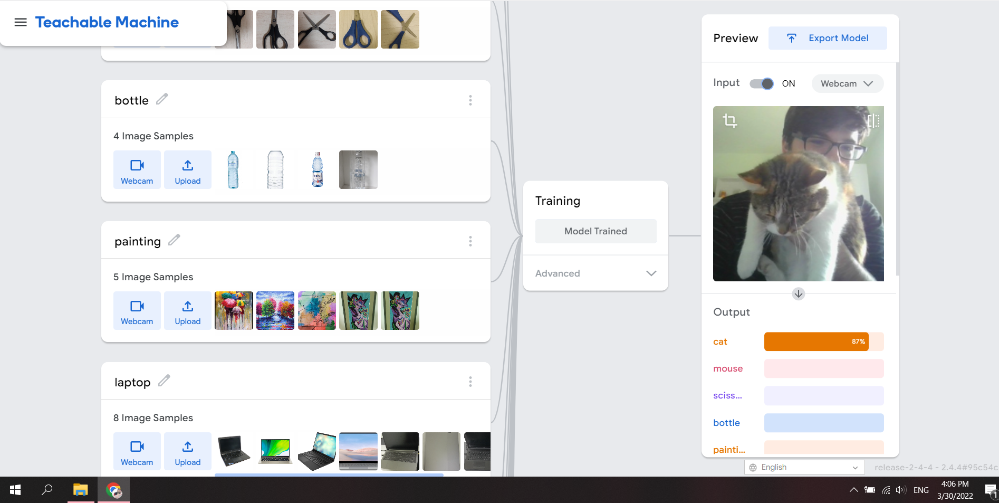 Teachable Machine
bottle
4 Image Samples
Webcam
Upload
painting
5 Image Samples
Webcam
Upload
laptop
8 Image Samples
Webcam
Upload
Training
Model Trained
Advanced
Preview
Export Model
Input
ON
Webcam
Output
cat
87%
mouse
sciss...
bottle
painti...
English
release-2-4-4 - 2.4.4#95c54c
ENG
4:06 PM
3/30/2022
1